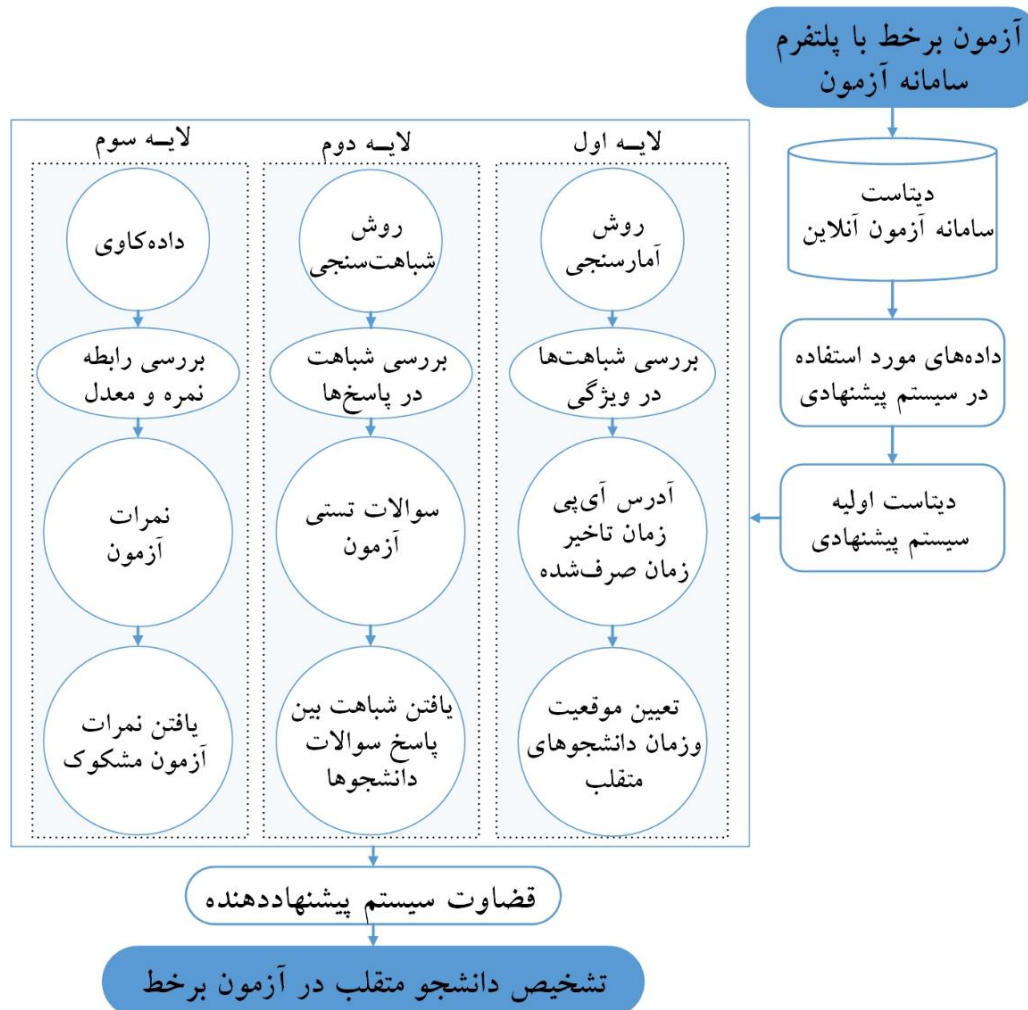 آزمون برخط با پلتفرم
سامانه آزمون
دیتاست
سامانه آزمون آنلاین
داده‌های مورد استفاده
در سیستم پیشنهادی
دیتاست اولیه
سیستم پیشنهادی
لایــه اول
روش
آمارسنجی
بررسی شباهت‌ها
در ویژگی
آدرس آی‌پی
زمان تاخیر
زمان صرف‌شده
تعیین موقعیت
وزمان دانشجوهای
متقلب
لایــه دوم
روش
شباهت‌سنجی
بررسی شباهت
در پاسخ‌ها
سوالات تستی
آزمون
یافتن شباهت بین
پاسخ سوالات
دانشجوها
لایــه سوم
داده‌کاوی
بررسی رابطه
نمره و معدل
نمرات
آزمون
یافتن نمرات
آزمون مشکوک
قضاوت سیستم پیشنهاددهنده
تشخیص دانشجو متقلب در آزمون برخط